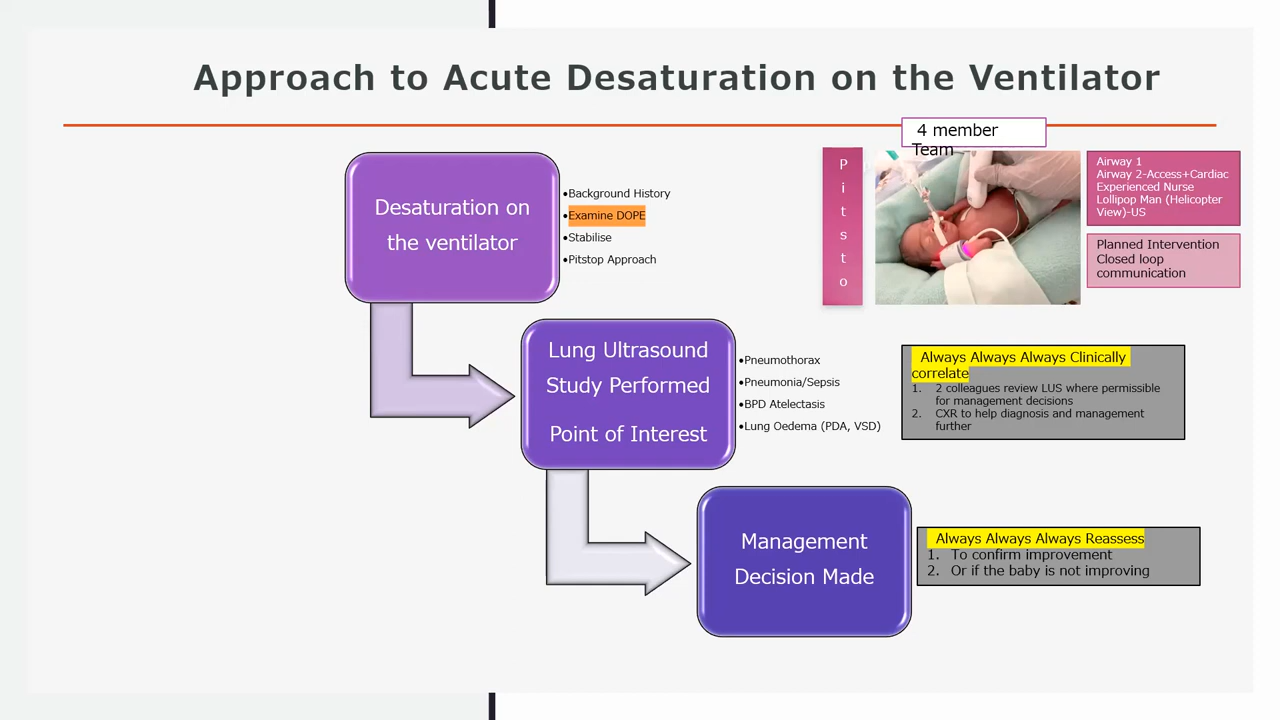 Approach to Acute Desaturation on the Ventilator
4 member
Team
Desaturation on
the ventilator
•Background History
•Examine DOPE
•Stabilise
•Pitstop Approach
P
i
t
s
t
o
Airway 1
Airway 2-Access+Cardiac
Experienced Nurse
Lollipop Man (Helicopter
View)-US
Planned Intervention
Closed loop
communication
Lung Ultrasound
Study Performed
Point of Interest
•Pneumothorax
•Pneumonia/Sepsis
•BPD Atelectasis
•Lung Oedema (PDA, VSD)
Always Always Always Clinically
correlate
1. 2 colleagues review LUS where permissible
for management decisions
2. CXR to help diagnosis and management
further
Management
Decision Made
Always Always Always Reassess
1. To confirm improvement
2. Or if the baby is not improving